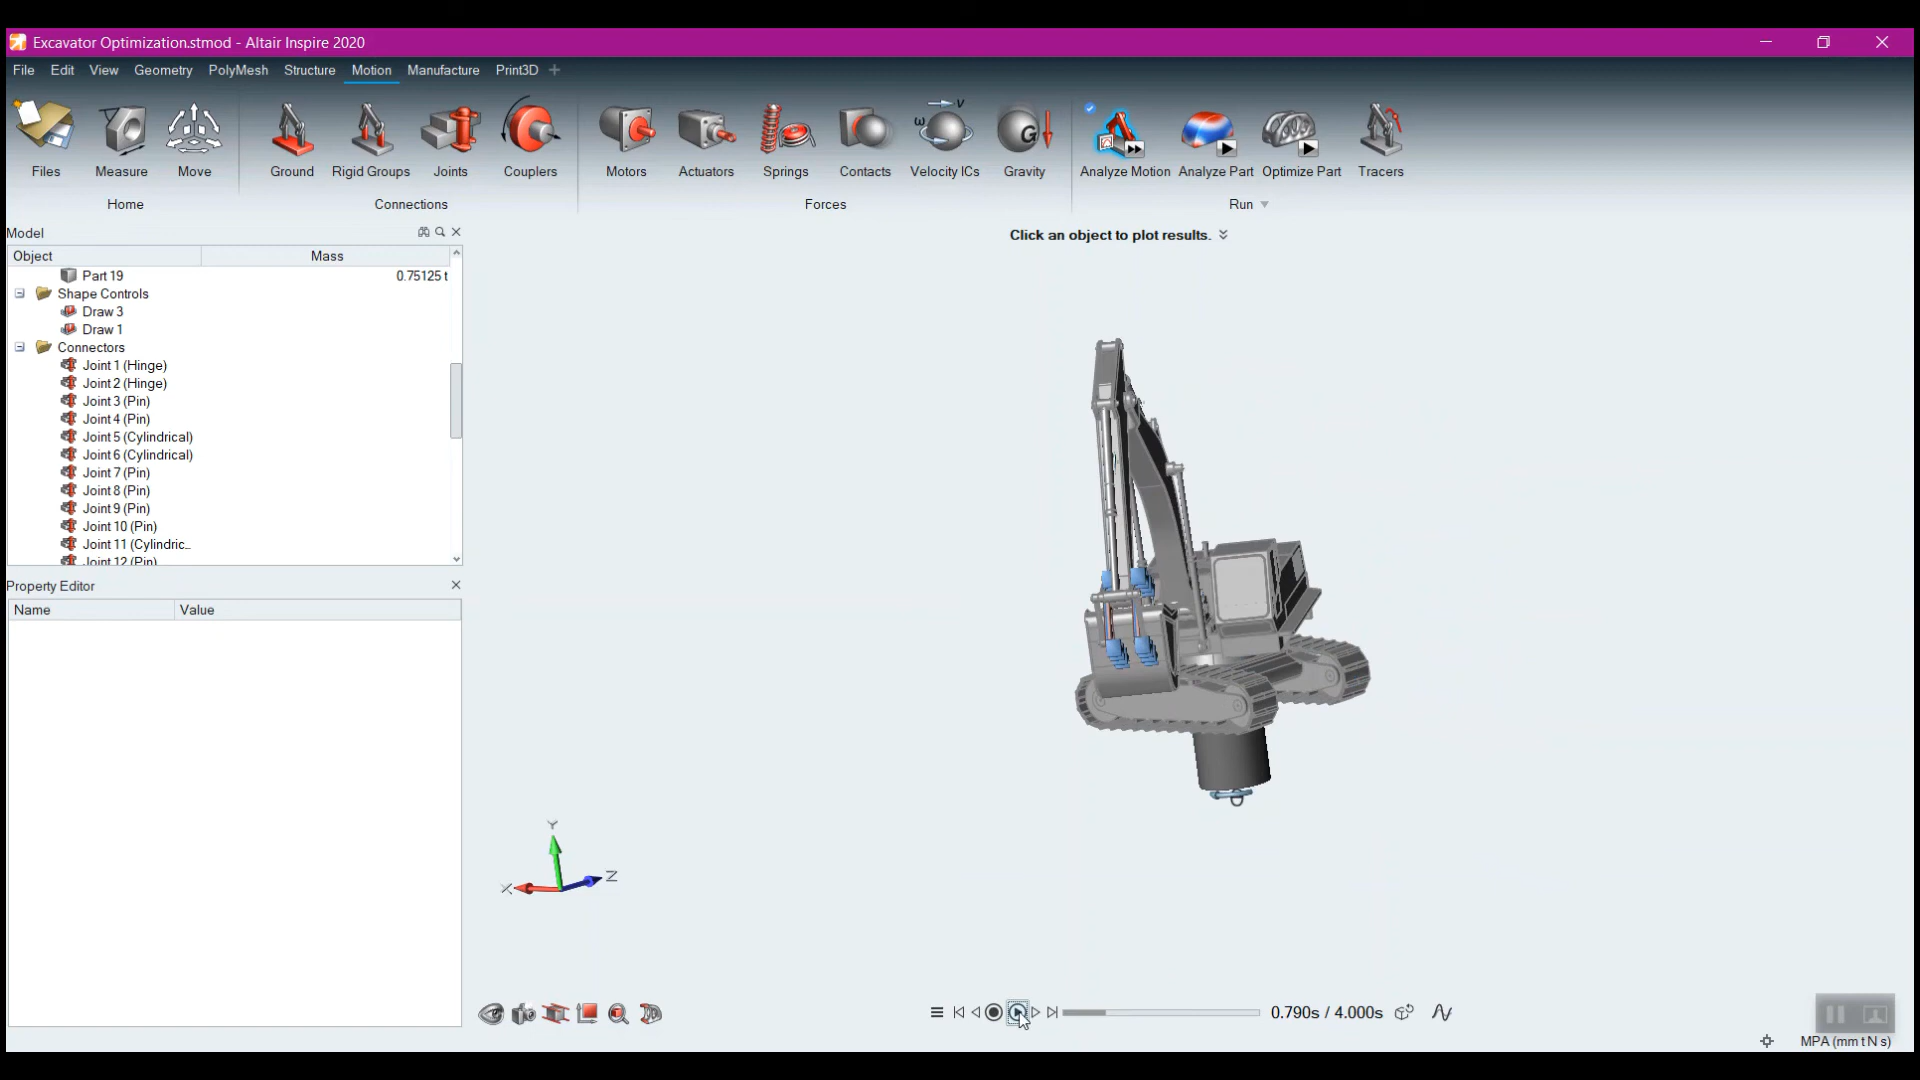 Excavator Optimization.stmod - Altair Inspire 2020
File Edit View Geometry PolyMesh Structure Motion Manufacture Print3D +
Files Measure Move Ground Rigid Groups Joints Couplers Motors Actuators Springs Contacts Velocity ICs Gravity Analyze Motion Analyze Part Optimize Part Tracers
Home Connections Forces Run
Model
Object Mass
Part 19 0.75125 t
Shape Controls
Draw 3
Draw 1
Connectors
Joint 1 (Hinge)
Joint 2 (Hinge)
Joint 3 (Pin)
Joint 4 (Pin)
Joint 5 (Cylindrical)
Joint 6 (Cylindrical)
Joint 7 (Pin)
Joint 8 (Pin)
Joint 9 (Pin)
Joint 10 (Pin)
Joint 11 (Cylindric...
Joint 12 (Pin)
Property Editor
Name Value
Click an object to plot results.
Y
X
Z
0.790s / 4.000s
MPA (mm t N s)